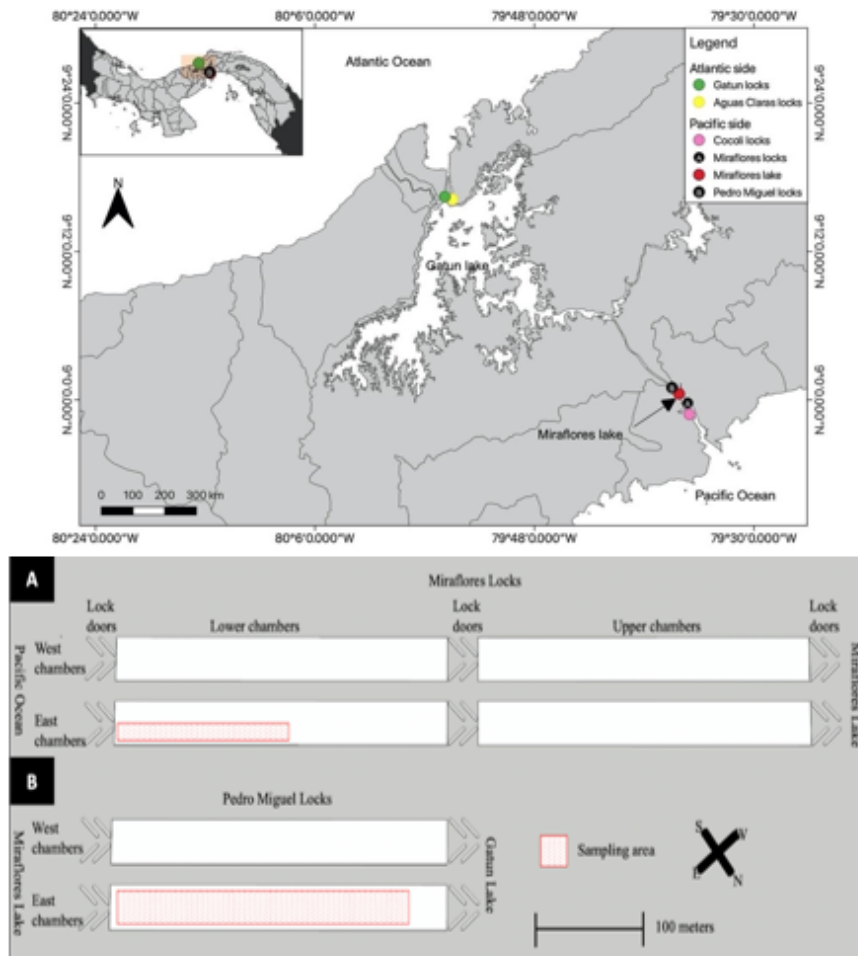 80°24'0.000"W 80°6'0.000"W 79°48'0.000"W 79°30'0.000"W
Atlantic Ocean
Legend
Atlantic side
Gatun locks
Aguas Claras locks
Pacific side
Cocoli locks
A Miraflores locks
Miraflores lake
B Pedro Miguel locks
B
N
9°24'0.000"N 9°24'0.000"N
9°12'0.000"N 9°12'0.000"N
Gatun lake
9°0'0.000"N 9°0'0.000"N
B
A
Miraflores lake
Pacific Ocean
0 100 200 300 km
80°24'0.000"W 80°6'0.000"W 79°48'0.000"W 79°30'0.000"W
A
Miraflores Locks
Lock doors
Lower chambers
Lock doors
Upper chambers
Lock doors
Pacific Ocean
West chambers
East chambers
Miraflores Lake
B
Pedro Miguel Locks
Miraflores Lake
West chambers
East chambers
Gatun Lake
Sampling area
S W
E N
100 meters